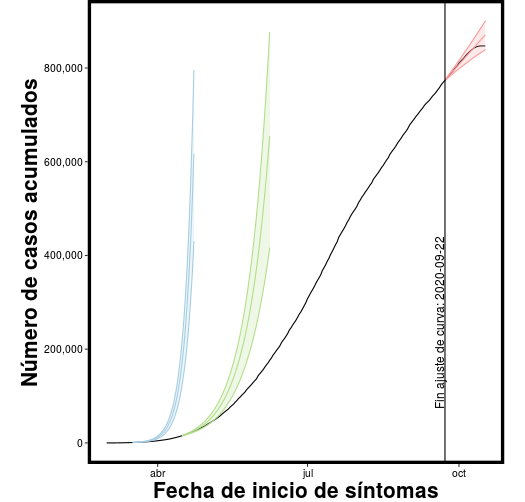 Número de casos acumulados
800,000
600,000
400,000
200,000
0
Fin ajuste de curva: 2020-09-22
abr
jul
oct
Fecha de inicio de síntomas